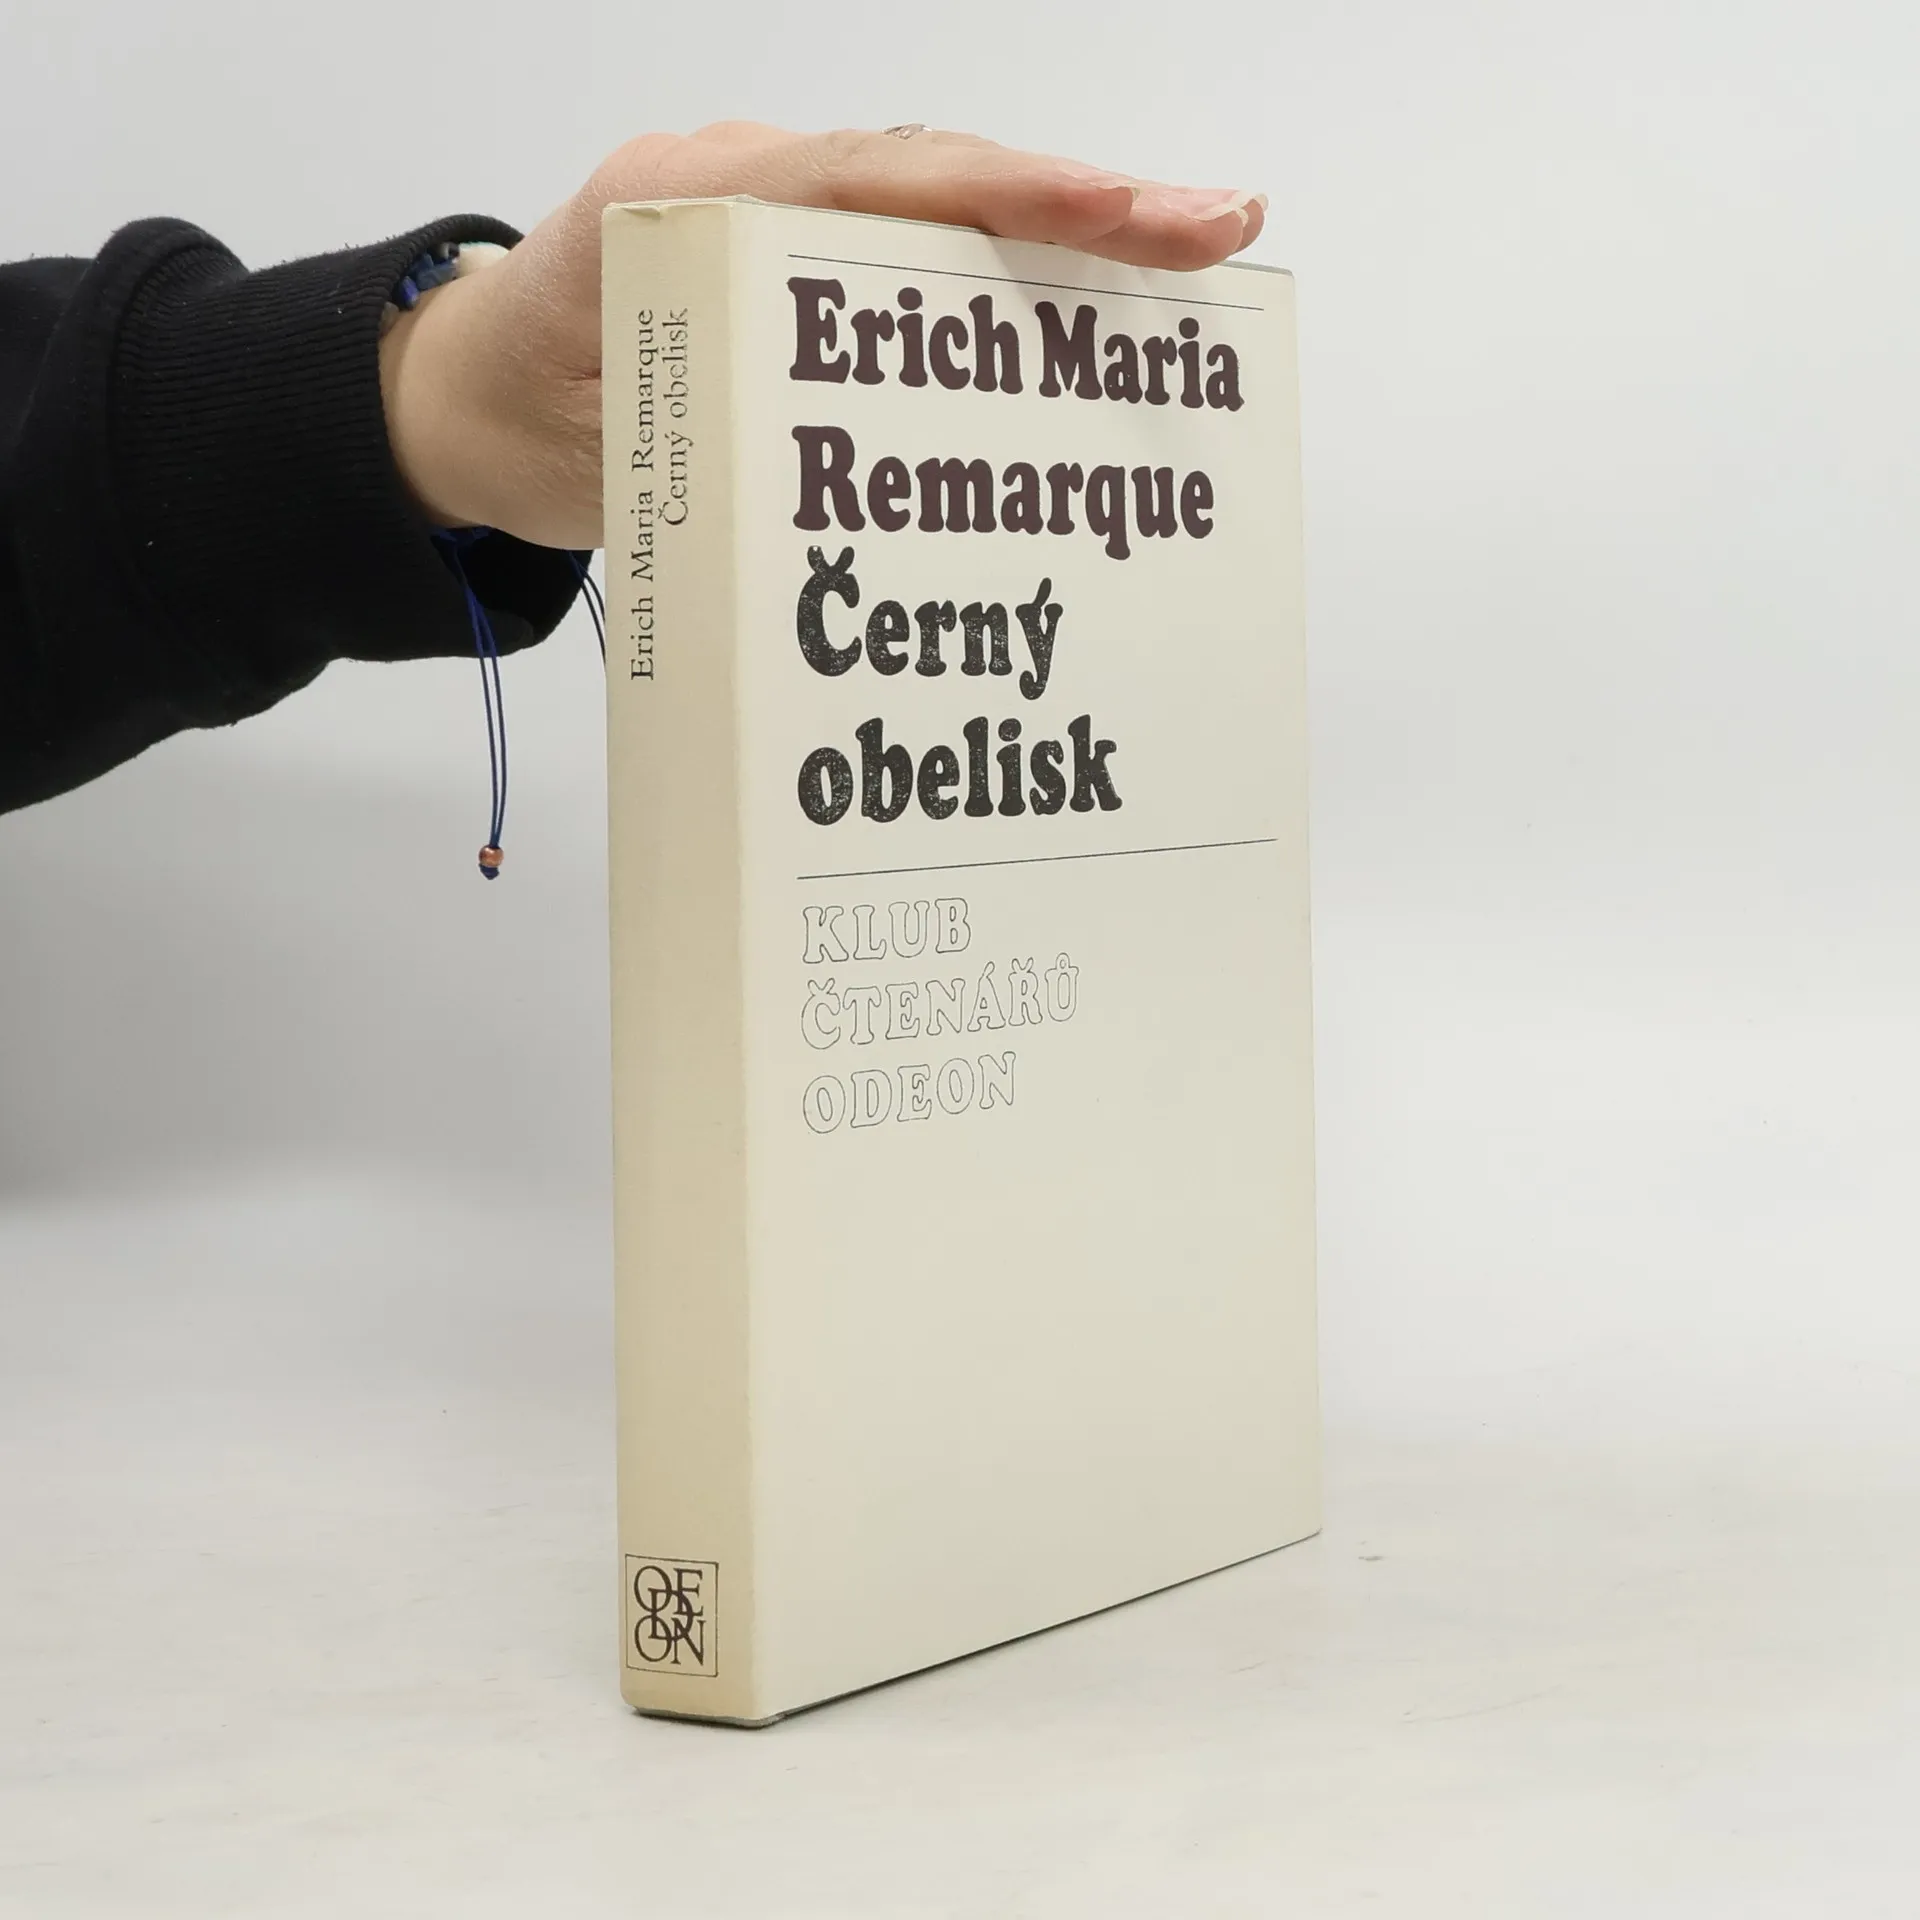 Erich Maria Remarque
Černý obelisk
ODEON
Erich Maria
Remarque
Černý
obelisk
KLUB
ČTENÁŘŮ
ODEON